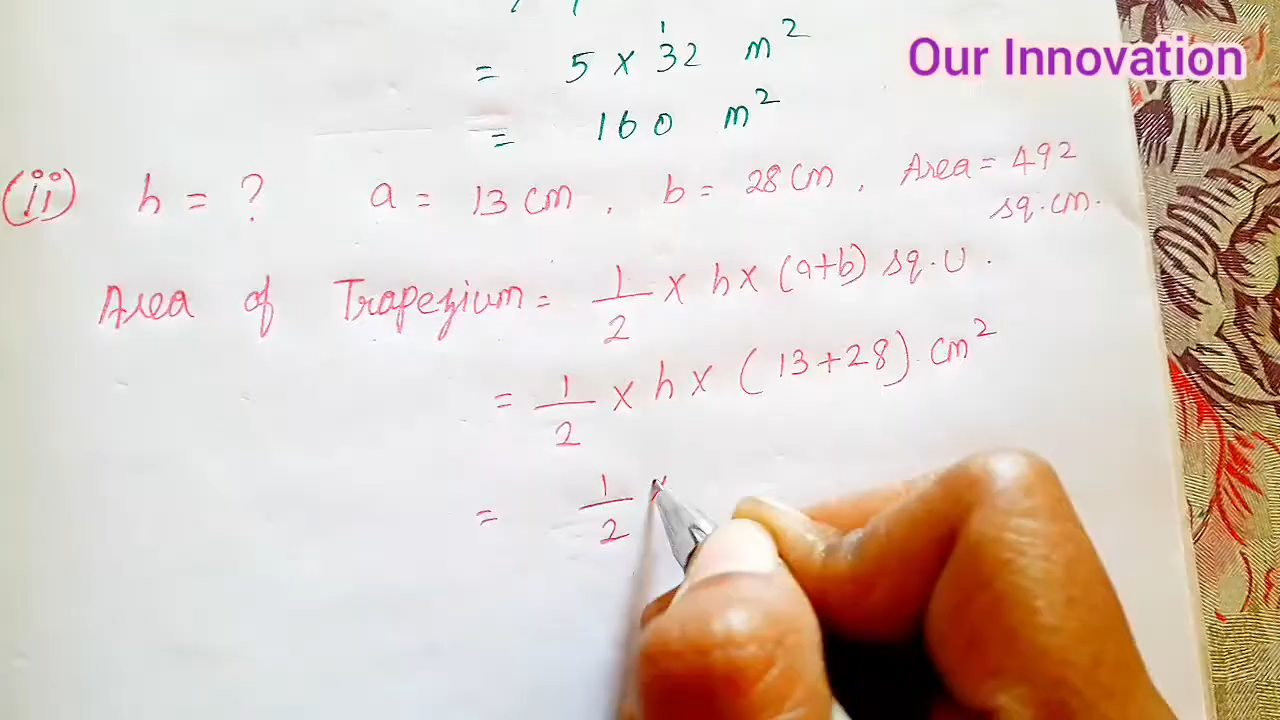 Our Innovation
= 5 x 32 m²
1
= 160 m²
(ii) h = ? a = 13 cm, b = 28 cm, Area = 492
sq.cm.
Area of Trapezium = 1/2 x h x (a+b) sq.u.
= 1/2 x h x (13+28). cm²
= 1/2 x